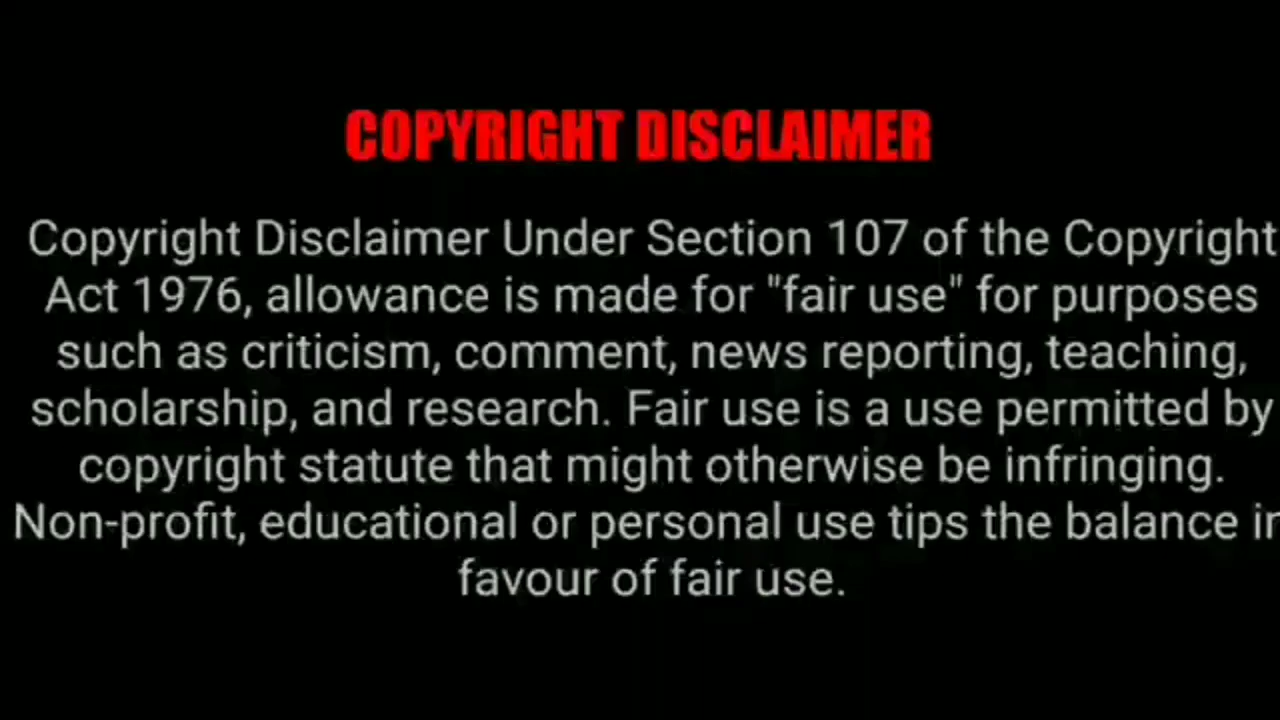 COPYRIGHT DISCLAIMER
Copyright Disclaimer Under Section 107 of the Copyright
Act 1976, allowance is made for "fair use" for purposes
such as criticism, comment, news reporting, teaching,
scholarship, and research. Fair use is a use permitted by
copyright statute that might otherwise be infringing.
Non-profit, educational or personal use tips the balance in
favour of fair use.